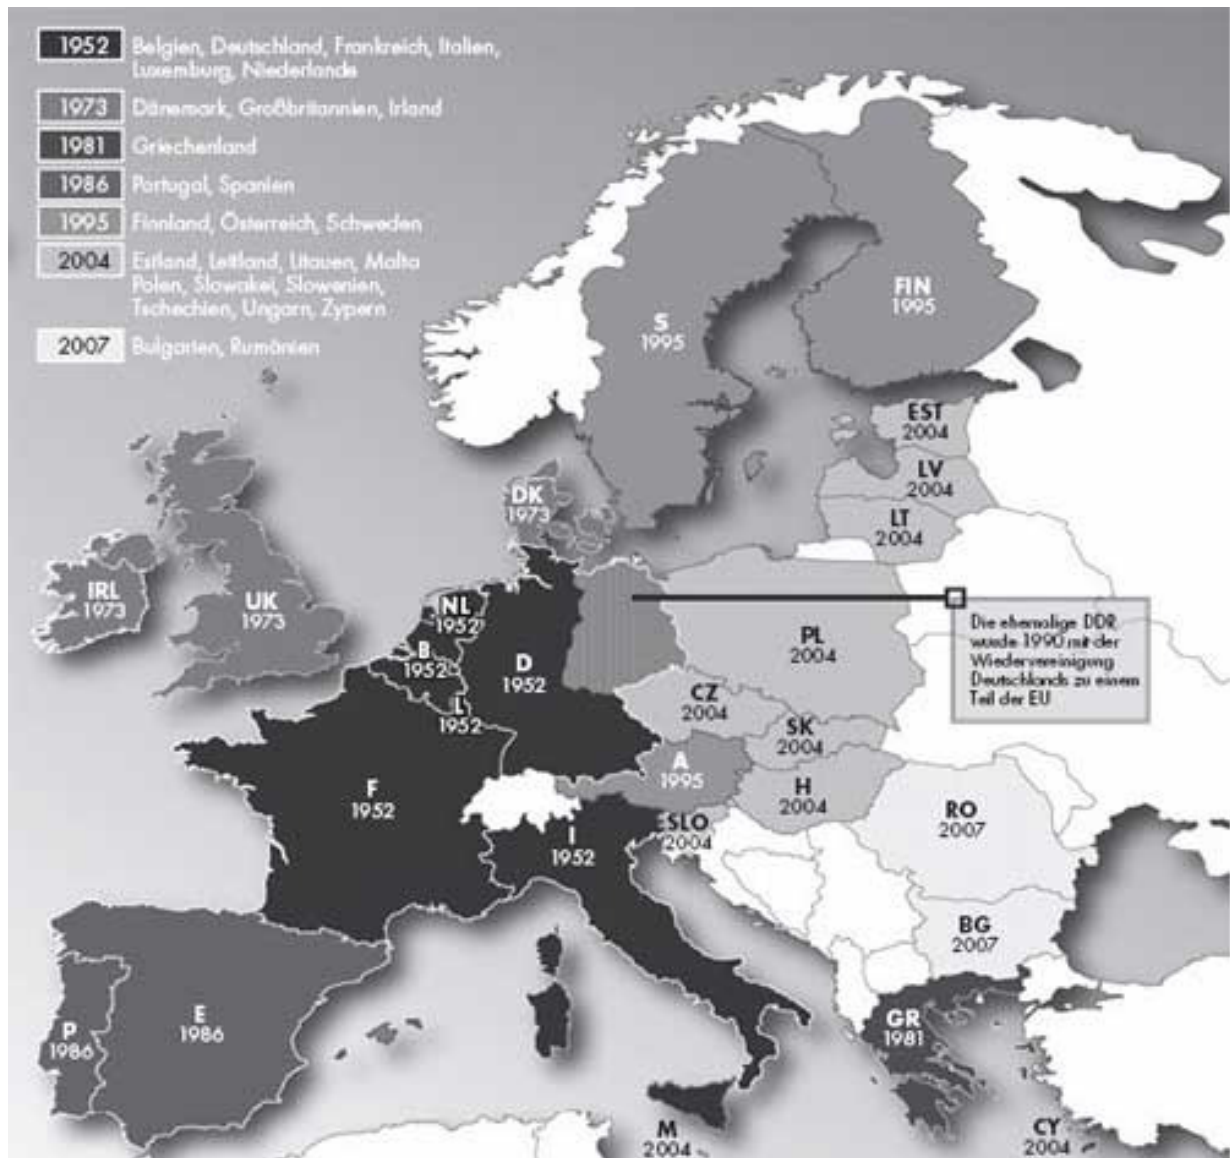 1952 Belgien, Deutschland, Frankreich, Italien,
Luxemburg, Niederlande
1973 Dänemark, Großbritannien, Irland
1981 Griechenland
1986 Portugal, Spanien
1995 Finnland, Österreich, Schweden
2004 Estland, Lettland, Litauen, Malta
Polen, Slowakei, Slowenien,
Tschechien, Ungarn, Zypern
2007 Bulgarien, Rumänien
FIN
1995
S
1995
EST
2004
LV
2004
LT
2004
DK
1973
IRL
1973
UK
1973
NL
1952
B
1952
D
1952
L
1952
PL
2004
Die ehemalige DDR
wurde 1990 mit der
Wiedervereinigung
Deutschlands zu einem
Teil der EU
CZ
2004
SK
2004
A
1995
H
2004
F
1952
I
1952
ESLO
2004
RO
2007
BG
2007
P
1986
E
1986
GR
1981
M
2004
CY
2004